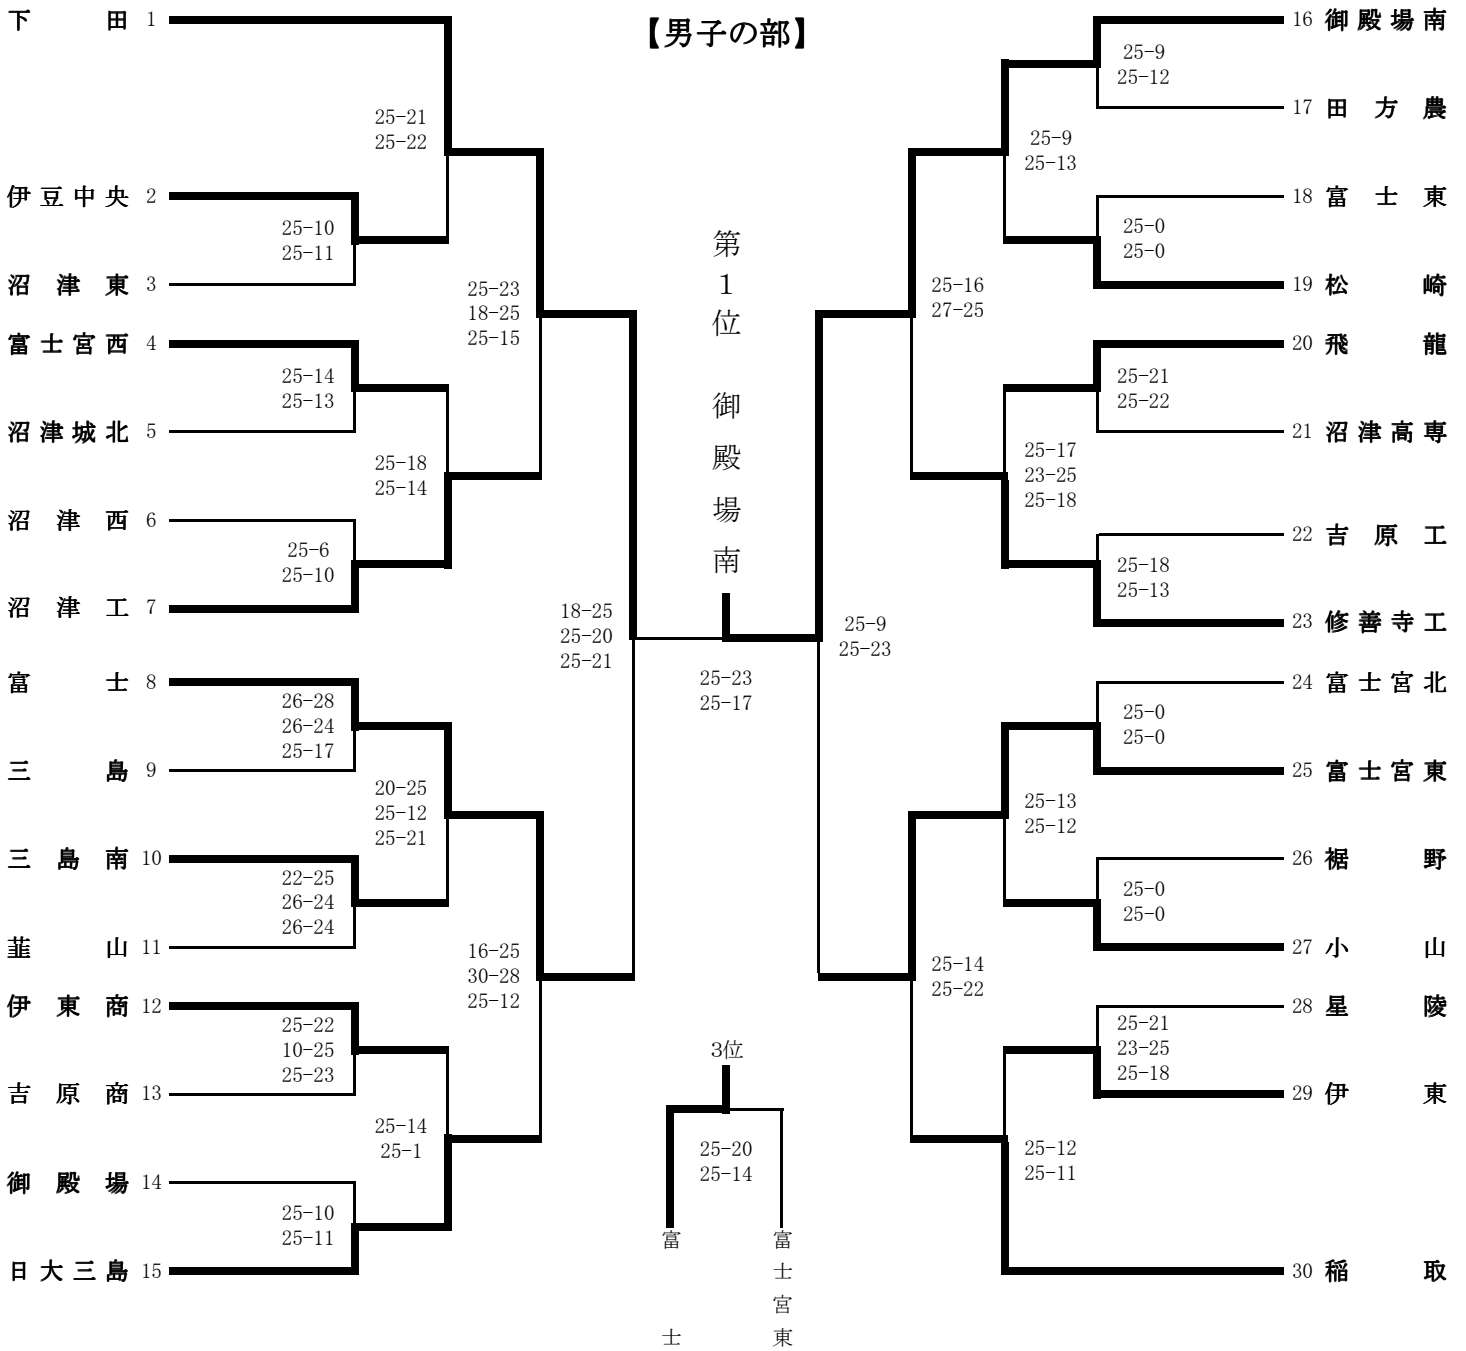 【男子の部】
下田 1
25-21
25-22
伊豆中央 2
25-10
25-11
沼津東 3
25-23
18-25
25-15
富士宮西 4
25-14
25-13
沼津城北 5
25-18
25-14
沼津西 6
25-6
25-10
沼津工 7
18-25
25-20
25-21
富士 8
26-28
26-24
25-17
三島 9
20-25
25-12
25-21
三島南 10
22-25
26-24
26-24
韮山 11
16-25
30-28
25-12
伊東商 12
25-22
10-25
25-23
吉原商 13
25-14
25-1
御殿場 14
25-10
25-11
日大三島 15
第1位 御殿場南
25-23
25-17
3位
25-20
25-14
富士
富士宮東
16 御殿場南
25-9
25-12
17 田方農
25-9
25-13
18 富士東
25-0
25-0
19 松崎
25-16
27-25
20 飛龍
25-21
25-22
21 沼津高専
25-17
23-25
25-18
22 吉原工
25-18
25-13
23 修善寺工
25-9
25-23
24 富士宮北
25-0
25-0
25 富士宮東
25-13
25-12
26 裾野
25-0
25-0
27 小山
25-14
25-22
28 星陵
25-21
23-25
25-18
29 伊東
25-12
25-11
30 稲取